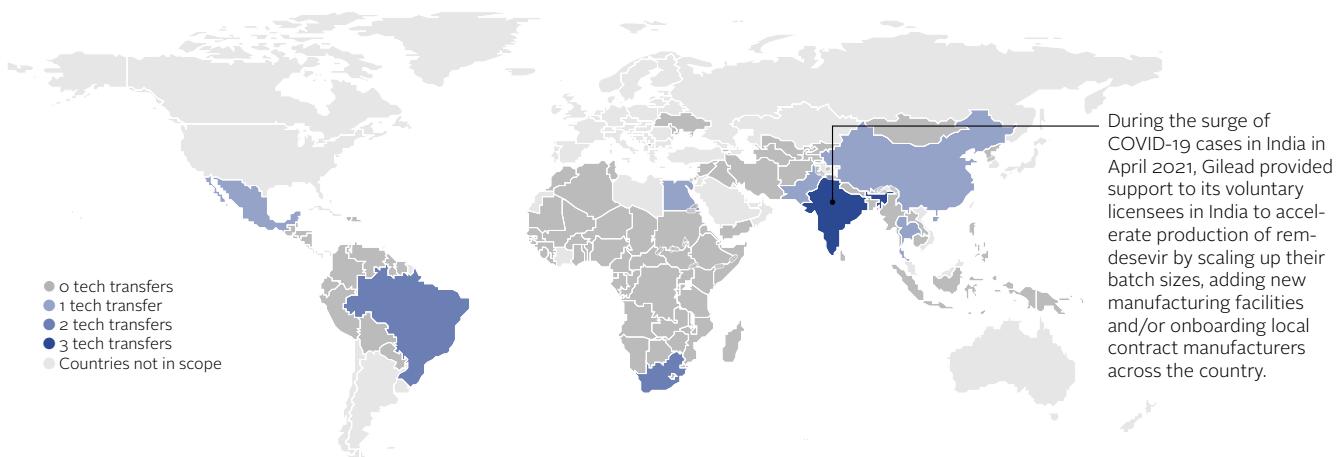 During the surge of
COVID-19 cases in India in
April 2021, Gilead provided
support to its voluntary
licensees in India to accel-
erate production of rem-
desevir by scaling up their
batch sizes, adding new
manufacturing facilities
and/or onboarding local
contract manufacturers
across the country.
0 tech transfers
1 tech transfer
2 tech transfers
3 tech transfers
Countries not in scope